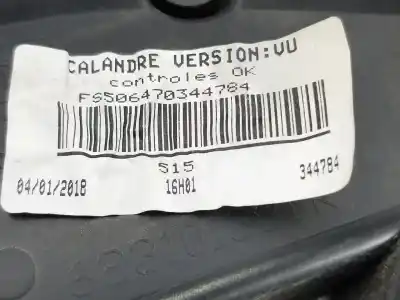 CALANDRE VERSION:VU
controles OK
FS506470344784
S15
04/01/2018 16H01 344784